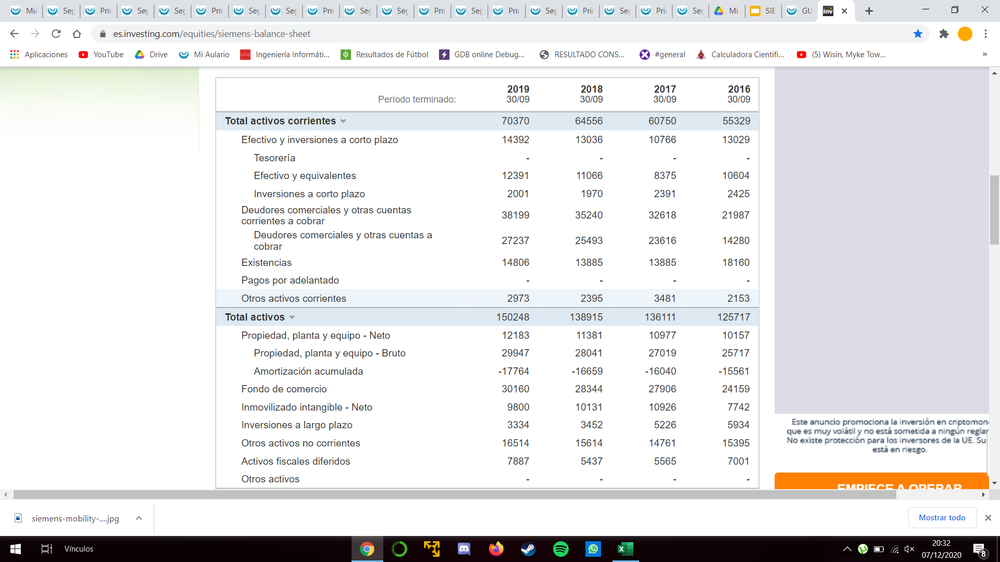 Mi
Seg
Prin
Seg
Seg
Prin
Seg
Seg
Prin
Seg
Seg
Prin
Seg
Prin
Seg
Prin
Seg
Prin
Seg
Mi
SIE
GU
Inv
es.investing.com/equities/siemens-balance-sheet
Aplicaciones YouTube Drive Mi Aulario upna Ingeniería Informáti... Resultados de Fútbol GDB online Debug... RESULTADO CONS... #general Calculadora Cientifi... (5) Wisin, Myke Tow... »
2019 2018 2017 2016
Período terminado: 30/09 30/09 30/09 30/09
Total activos corrientes 70370 64556 60750 55329
Efectivo y inversiones a corto plazo 14392 13036 10766 13029
Tesorería - - - -
Efectivo y equivalentes 12391 11066 8375 10604
Inversiones a corto plazo 2001 1970 2391 2425
Deudores comerciales y otras cuentas
corrientes a cobrar 38199 35240 32618 21987
Deudores comerciales y otras cuentas a
cobrar 27237 25493 23616 14280
Existencias 14806 13885 13885 18160
Pagos por adelantado - - - -
Otros activos corrientes 2973 2395 3481 2153
Total activos 150248 138915 136111 125717
Propiedad, planta y equipo - Neto 12183 11381 10977 10157
Propiedad, planta y equipo - Bruto 29947 28041 27019 25717
Amortización acumulada -17764 -16659 -16040 -15561
Fondo de comercio 30160 28344 27906 24159
Inmovilizado intangible - Neto 9800 10131 10926 7742
Inversiones a largo plazo 3334 3452 5226 5934
Otros activos no corrientes 16514 15614 14761 15395
Activos fiscales diferidos 7887 5437 5565 7001
Otros activos - - - -
Este anuncio promociona la inversión en criptomon
que es muy volátil y no está sometida a ningún reglar
No existe protección para los inversores de la UE. Su
está en riesgo.
EMPIECE A OPERAR
siemens-mobility-....jpg
Mostrar todo
Vínculos
20:32
07/12/2020
8